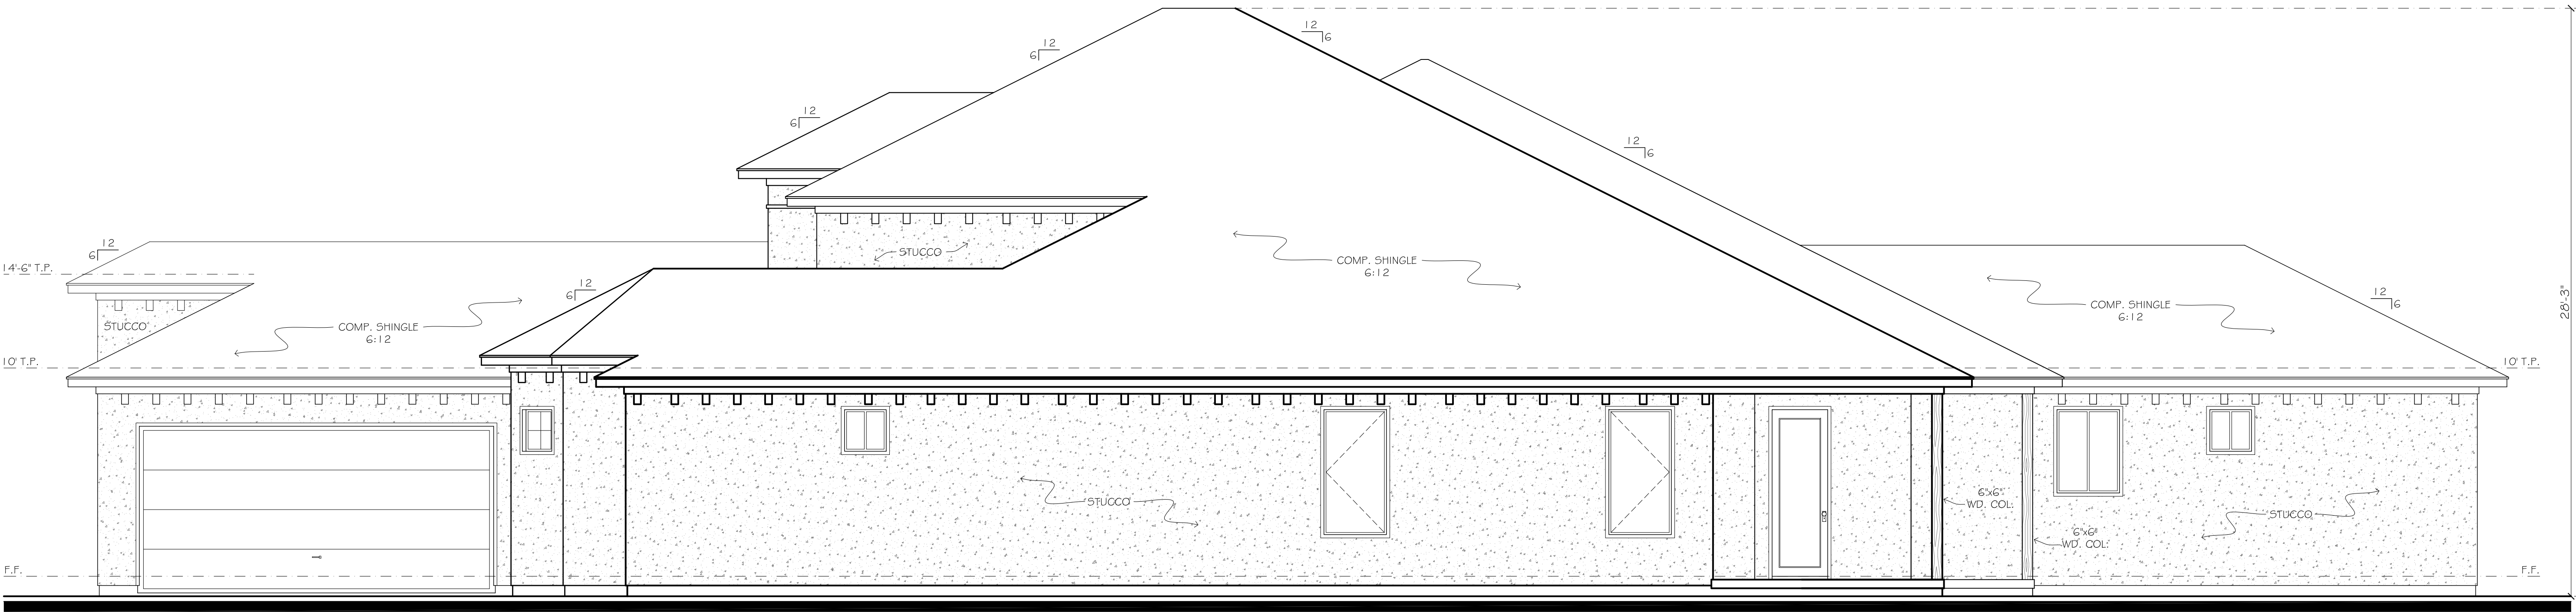 12
6
12
6
12
6
12
6
12
6
12
6
12
6
STUCCO
COMP. SHINGLE
6:12
14'-6" T.P.
STUCCO
COMP. SHINGLE
6:12
COMP. SHINGLE
6:12
28'-3"
10' T.P.
10' T.P.
STUCCO
6"x6"
WD. COL.
STUCCO
6"x6"
WD. COL.
F.F.
F.F.